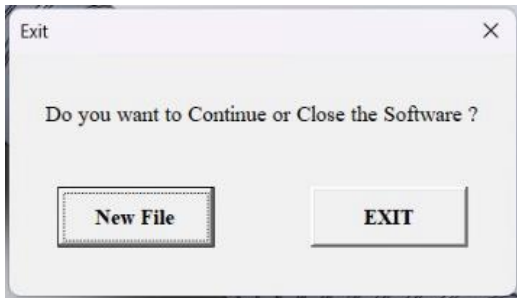 Exit
Do you want to Continue or Close the Software ?
New File
EXIT